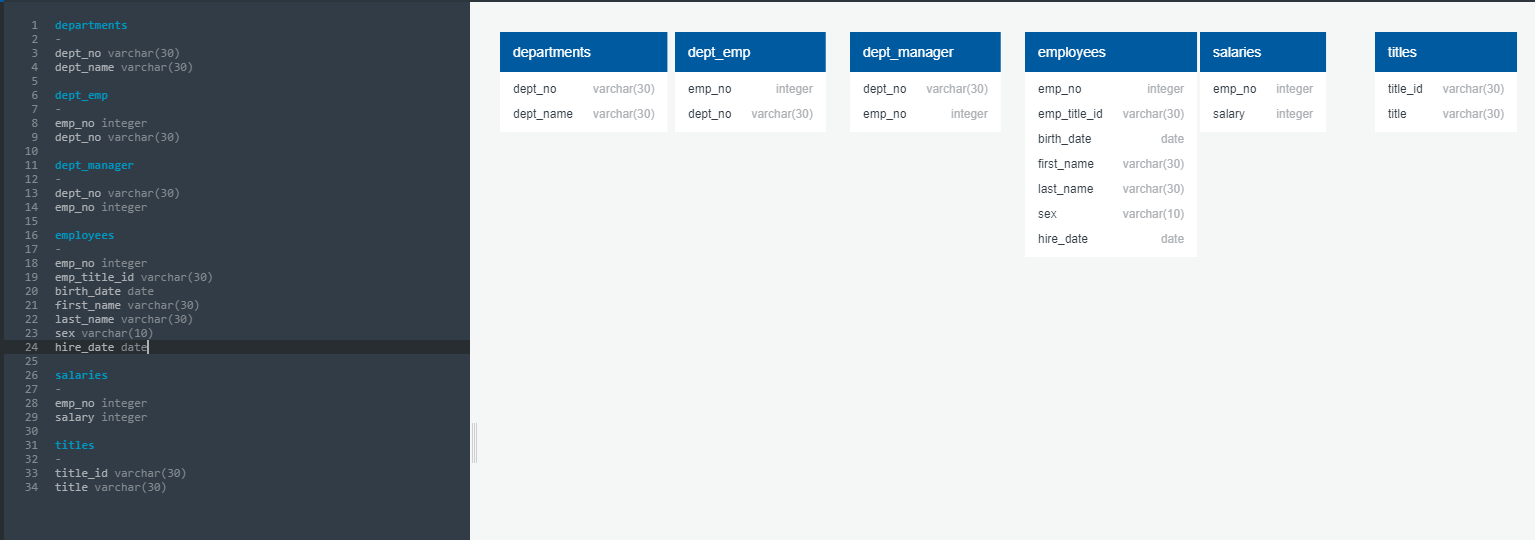 1 departments
2 -
3 dept_no varchar(30)
4 dept_name varchar(30)
5
6 dept_emp
7 -
8 emp_no integer
9 dept_no varchar(30)
10
11 dept_manager
12 -
13 dept_no varchar(30)
14 emp_no integer
15
16 employees
17 -
18 emp_no integer
19 emp_title_id varchar(30)
20 birth_date date
21 first_name varchar(30)
22 last_name varchar(30)
23 sex varchar(10)
24 hire_date date
25
26 salaries
27 -
28 emp_no integer
29 salary integer
30
31 titles
32 -
33 title_id varchar(30)
34 title varchar(30)
departments
dept_no varchar(30)
dept_name varchar(30)
dept_emp
emp_no integer
dept_no varchar(30)
dept_manager
dept_no varchar(30)
emp_no integer
employees
emp_no integer
emp_title_id varchar(30)
birth_date date
first_name varchar(30)
last_name varchar(30)
sex varchar(10)
hire_date date
salaries
emp_no integer
salary integer
titles
title_id varchar(30)
title varchar(30)